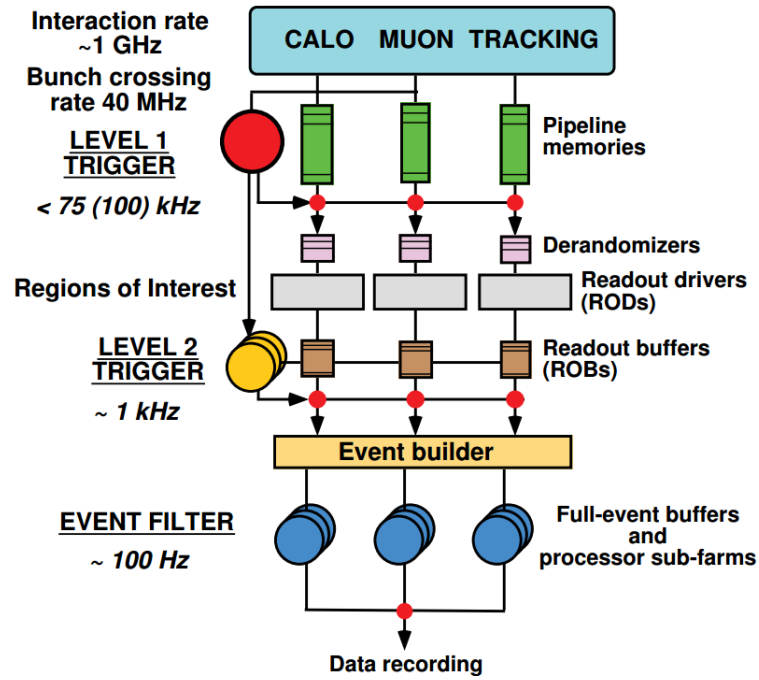 Interaction rate
~1 GHz
CALO MUON TRACKING
Bunch crossing
rate 40 MHz
LEVEL 1
TRIGGER
< 75 (100) kHz
Pipeline
memories
Derandomizers
Regions of Interest
Readout drivers
(RODs)
LEVEL 2
TRIGGER
~ 1 kHz
Readout buffers
(ROBs)
Event builder
EVENT FILTER
~ 100 Hz
Full-event buffers
and
processor sub-farms
Data recording